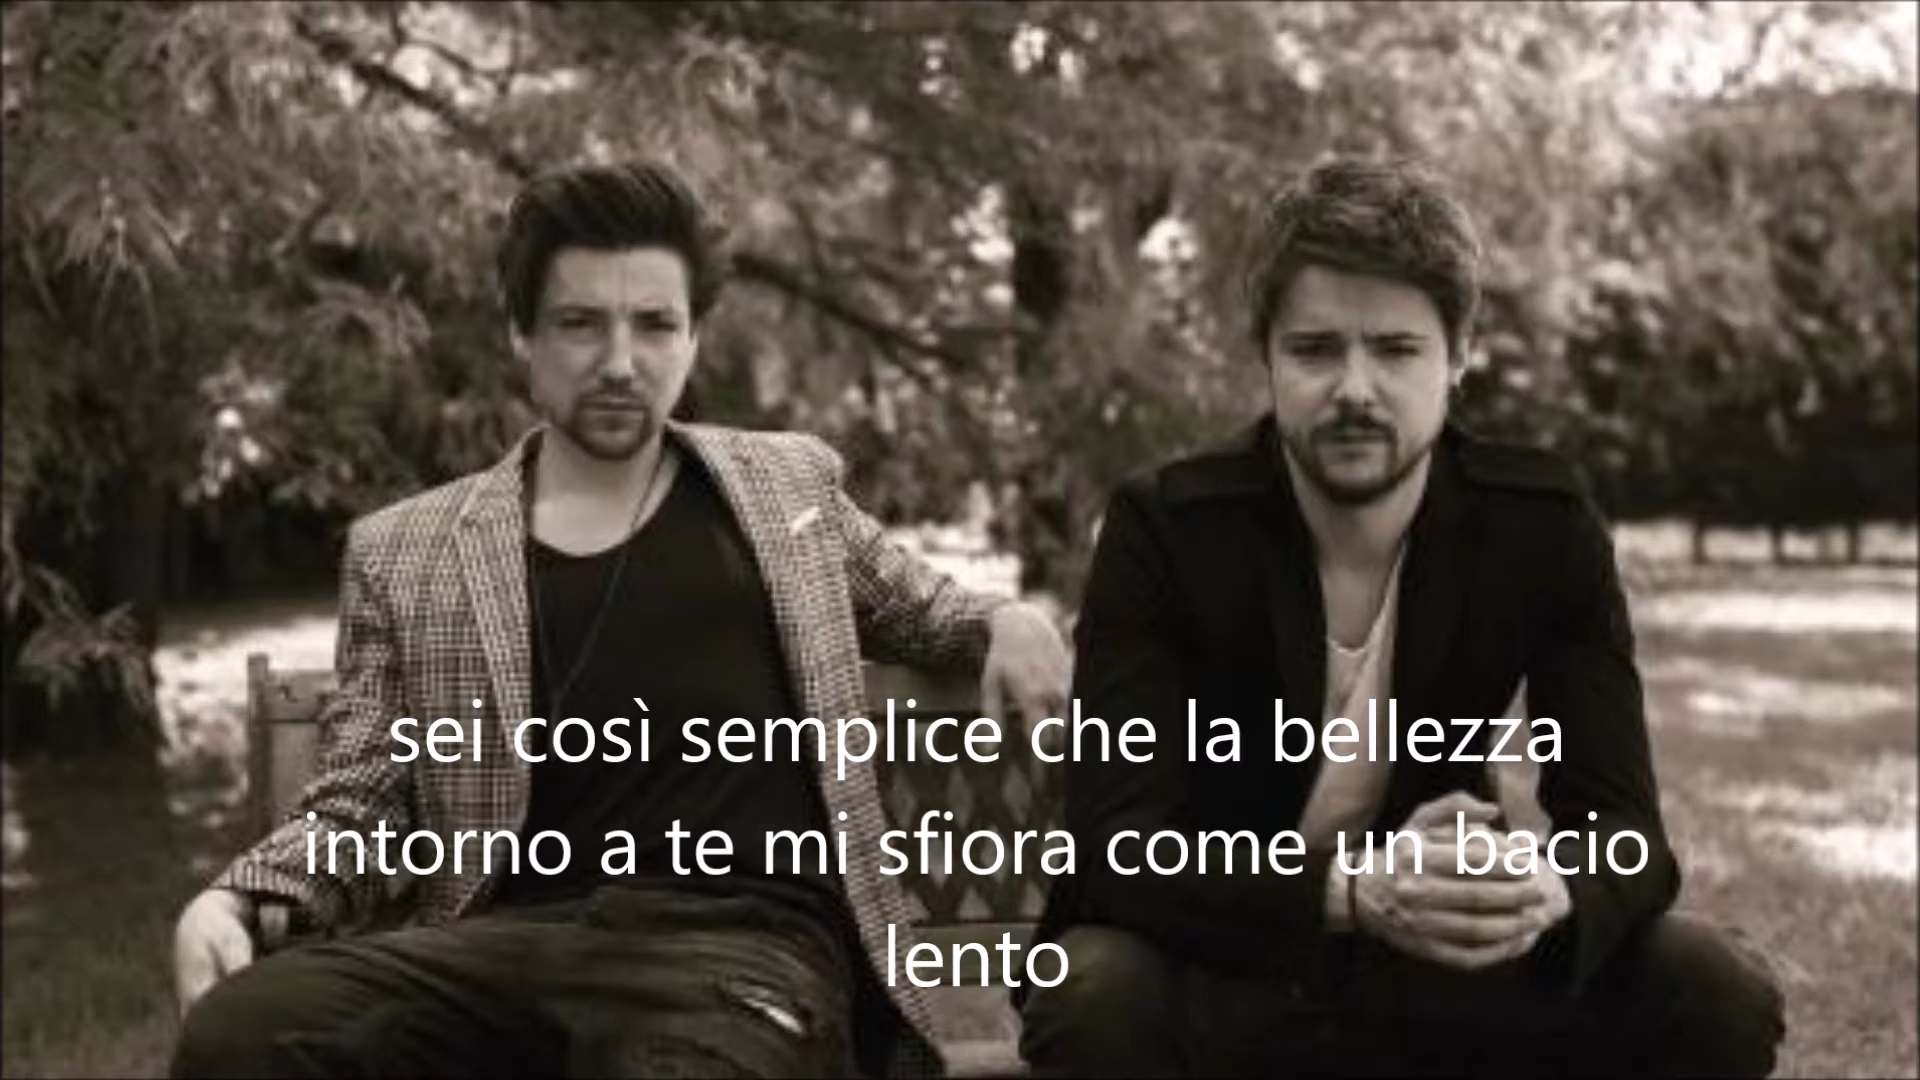 sei così semplice che la bellezza
intorno a te mi sfiora come un bacio
lento